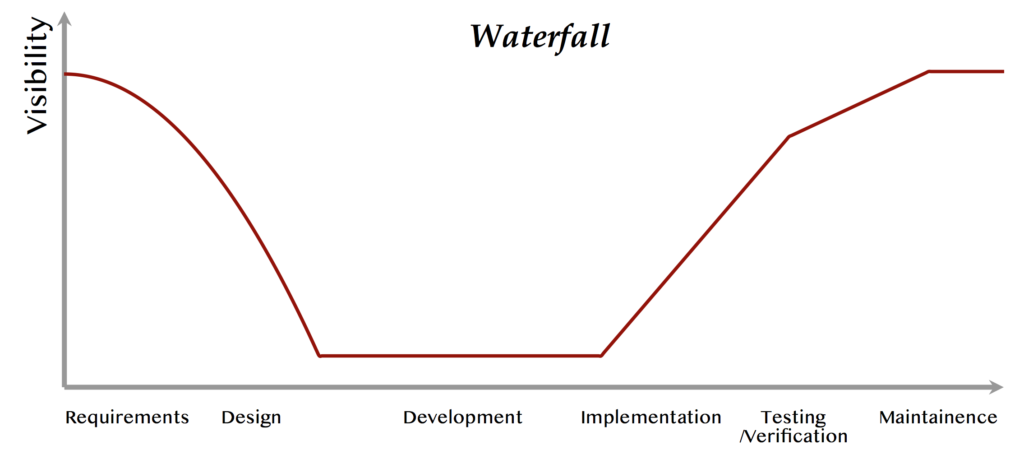 Waterfall
Visibility
Requirements
Design
Development
Implementation
Testing
/Verification
Maintainence